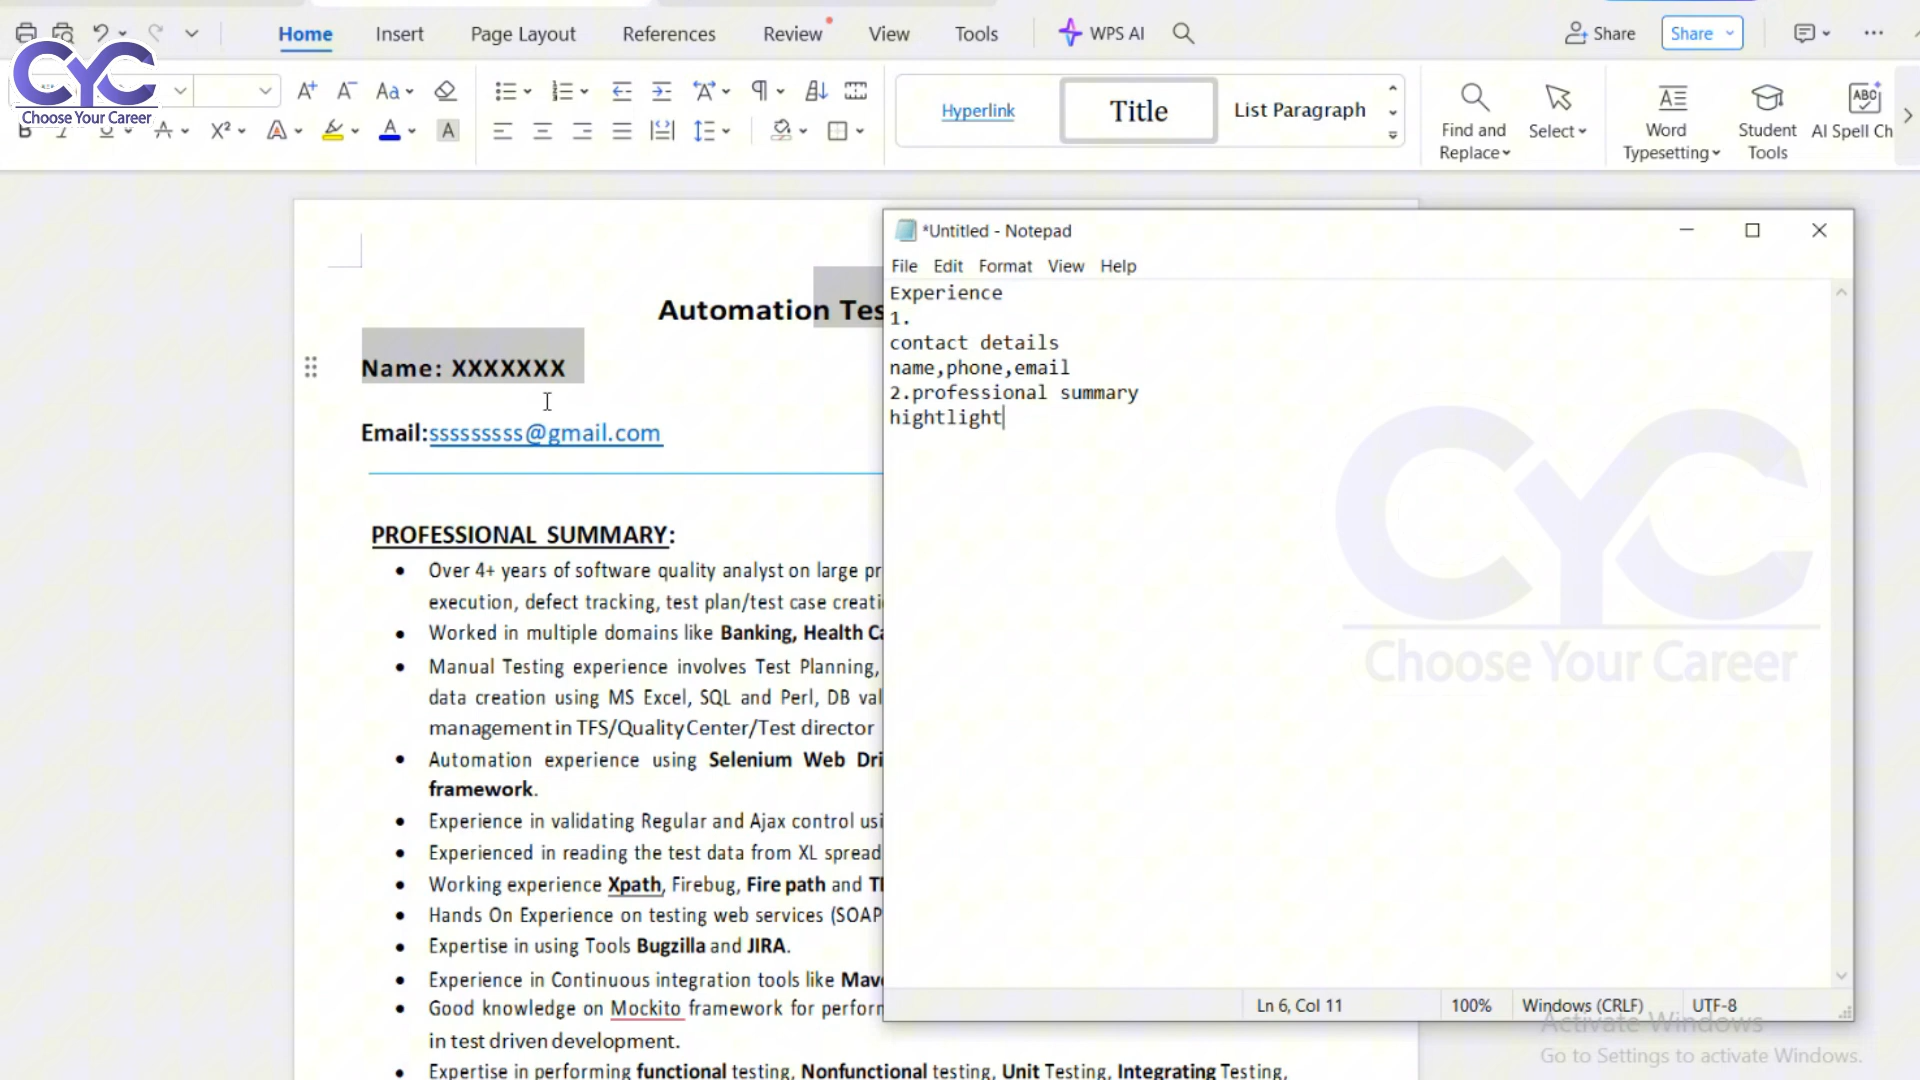 Home Insert Page Layout References Review View Tools WPS AI Share Share
CYC
Choose Your Career
Hyperlink Title List Paragraph
Find and Replace
Select
Word Typesetting
Student Tools
AI Spell Ch
Automation Tes
Name: XXXXXXX
Email:sssssssss@gmail.com
PROFESSIONAL SUMMARY:
Over 4+ years of software quality analyst on large pr
execution, defect tracking, test plan/test case creati
Worked in multiple domains like Banking, Health Ca
Manual Testing experience involves Test Planning,
data creation using MS Excel, SQL and Perl, DB val
management in TFS/QualityCenter/Test director
Automation experience using Selenium Web Dri
framework.
Experience in validating Regular and Ajax control usi
Experienced in reading the test data from XL spread
Working experience Xpath, Firebug, Fire path and
Hands On Experience on testing web services (SOAP
Expertise in using Tools Bugzilla and JIRA.
Experience in Continuous integration tools like Mave
Good knowledge on Mockito framework for perforr
in test driven development.
Expertise in performing functional testing, Nonfunctional testing, Unit Testing, Integrating Testing,
*Untitled - Notepad
File Edit Format View Help
Experience
1.
contact details
name,phone,email
2.professional summary
hightlight
CYC
Choose Your Career
Ln 6, Col 11 100% Windows (CRLF) UTF-8
Activate Windows
Go to Settings to activate Windows.